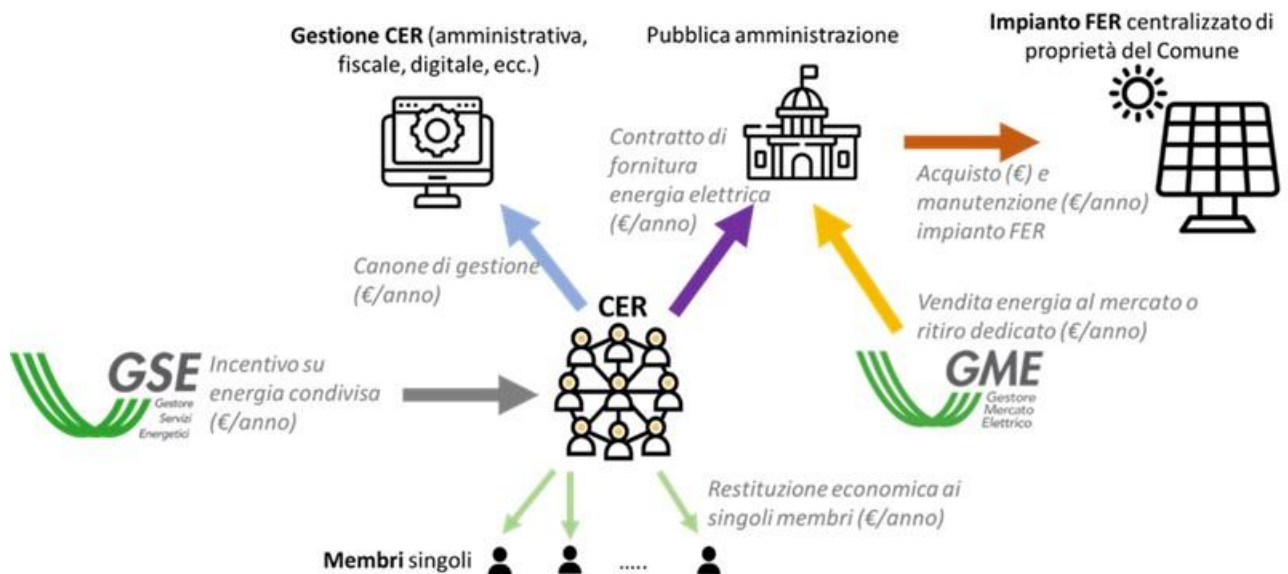 Gestione CER (amministrativa,
fiscale, digitale, ecc.)
Pubblica amministrazione
Impianto FER centralizzato di
proprietà del Comune
Contratto di
fornitura
energia elettrica
(€/anno)
Acquisto (€) e
manutenzione (€/anno)
impianto FER
Canone di gestione
(€/anno)
CER
Vendita energia al mercato o
ritiro dedicato (€/anno)
GSE
Gestore
Servizi
Energetici
Incentivo su
energia condivisa
(€/anno)
GME
Gestore
Mercato
Elettrico
Restituzione economica ai
singoli membri (€/anno)
Membri singoli
.....